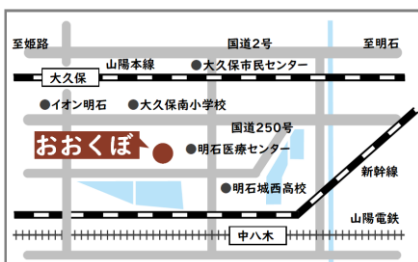 国道2号
至姫路
至明石
山陽本線
●大久保市民センター
大久保
●イオン明石
●大久保南小学校
国道250号
おおくぼ
●明石医療センター
新幹線
●明石城西高校
山陽電鉄
中八木